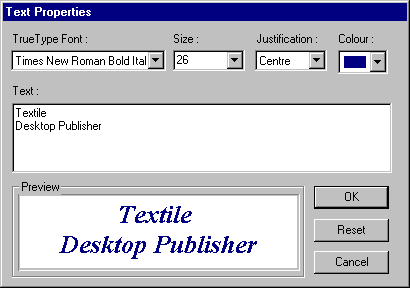 Text Properties
TrueType Font : Size : Justification : Colour :
Times New Roman Bold Ital 26 Centre
Text :
Textile
Desktop Publisher
Preview
Textile
Desktop Publisher
OK
Reset
Cancel